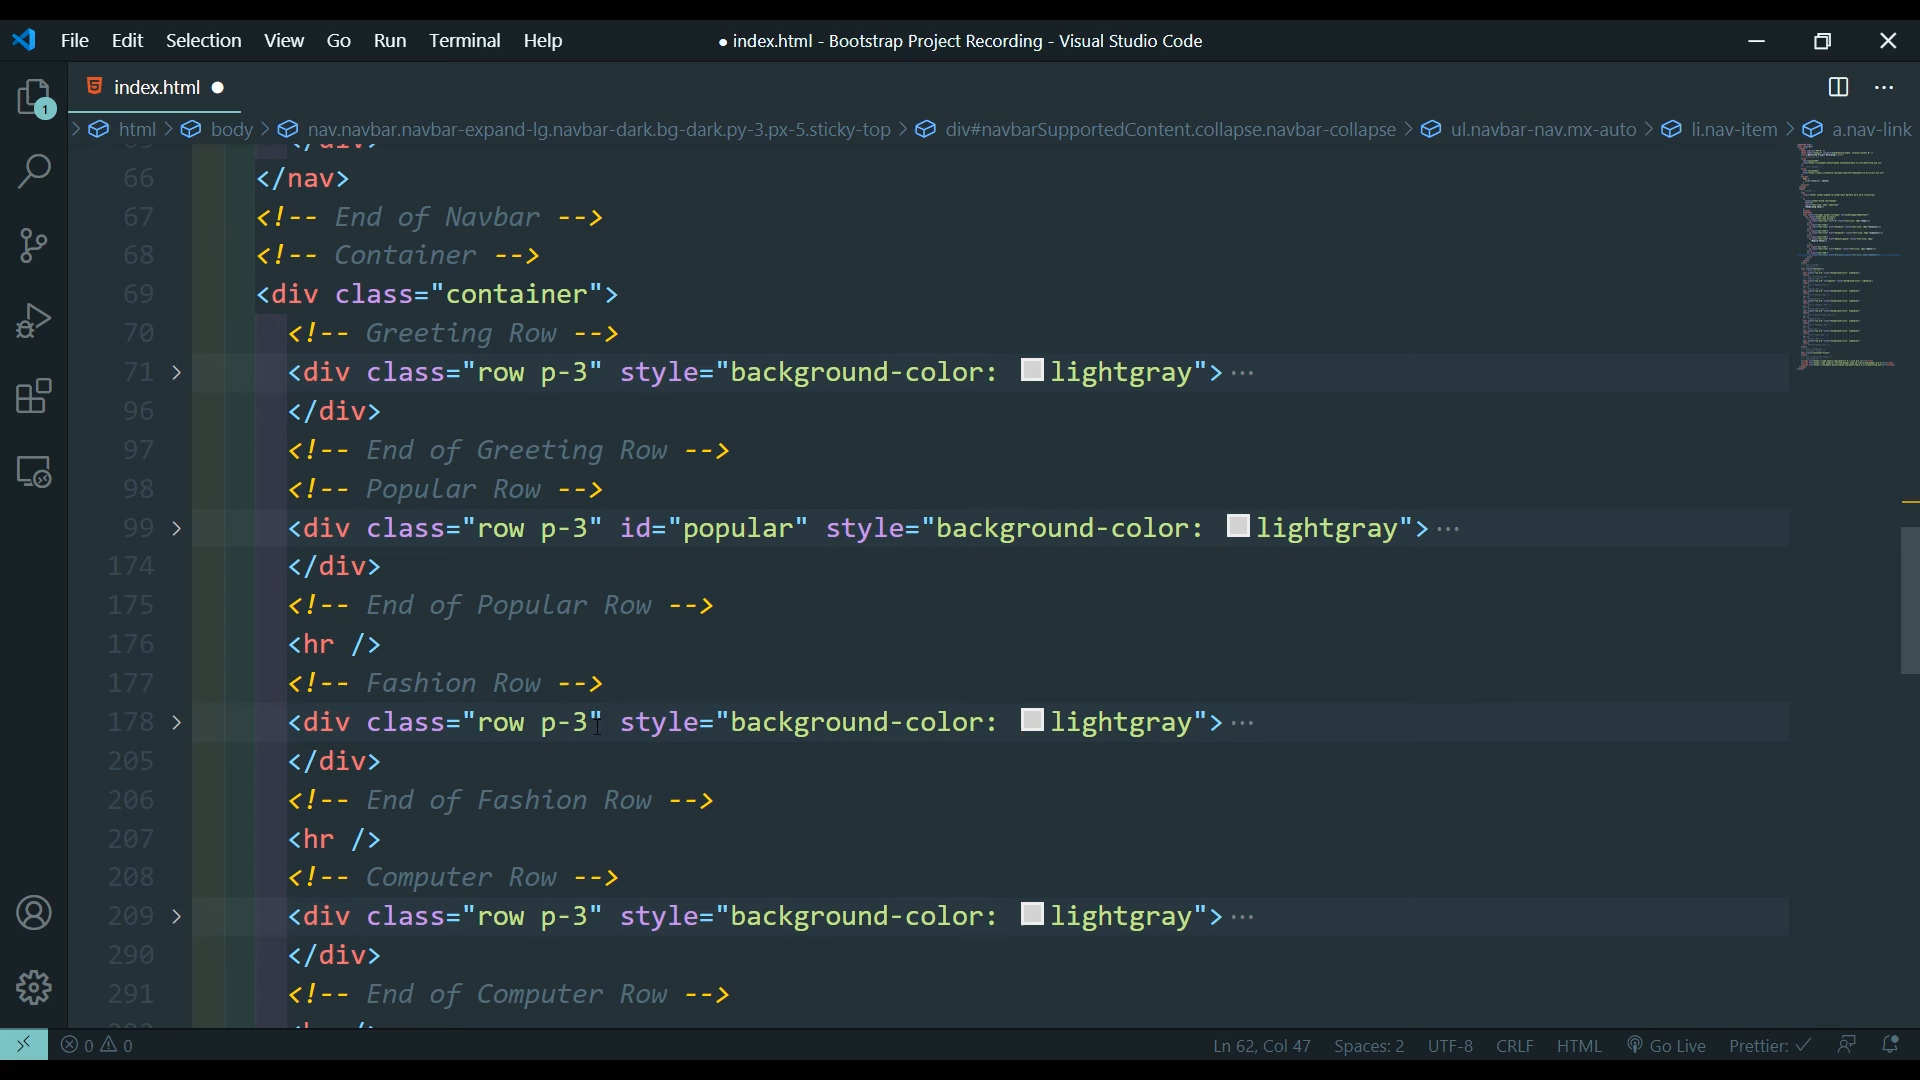 File Edit Selection View Go Run Terminal Help ● index.html - Bootstrap Project Recording - Visual Studio Code
index.html ●
1
> html > body > nav.navbar.navbar-expand-lg.navbar-dark.bg-dark.py-3.px-5.sticky-top > div#navbarSupportedContent.collapse.navbar-collapse > ul.navbar-nav.mx-auto > li.nav-item > a.nav-link
66 </nav>
67 <!-- End of Navbar -->
68 <!-- Container -->
69 <div class="container">
70 <!-- Greeting Row -->
71 > <div class="row p-3" style="background-color: lightgray">···
96 </div>
97 <!-- End of Greeting Row -->
98 <!-- Popular Row -->
99 > <div class="row p-3" id="popular" style="background-color: lightgray">···
174 </div>
175 <!-- End of Popular Row -->
176 <hr />
177 <!-- Fashion Row -->
178 > <div class="row p-3" style="background-color: lightgray">···
205 </div>
206 <!-- End of Fashion Row -->
207 <hr />
208 <!-- Computer Row -->
209 > <div class="row p-3" style="background-color: lightgray">···
290 </div>
291 <!-- End of Computer Row -->
0 0 Ln 62, Col 47 Spaces: 2 UTF-8 CRLF HTML Go Live Prettier: ✓